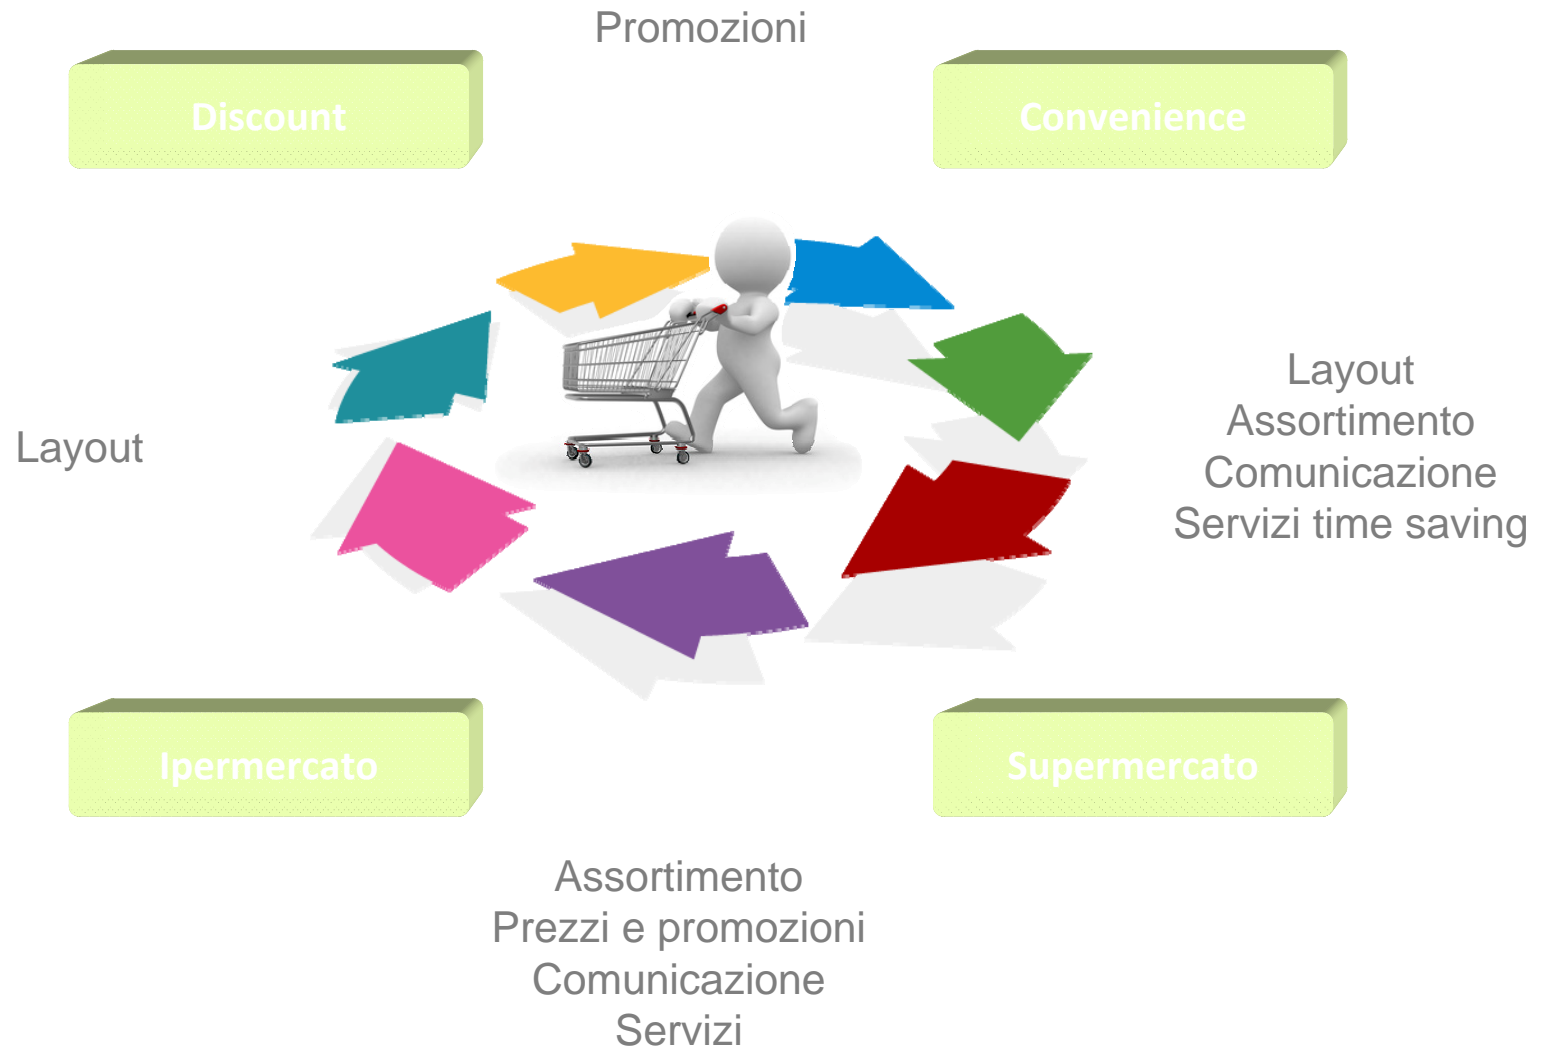 Promozioni
Discount
Convenience
Layout
Layout
Assortimento
Comunicazione
Servizi time saving
Ipermercato
Supermercato
Assortimento
Prezzi e promozioni
Comunicazione
Servizi